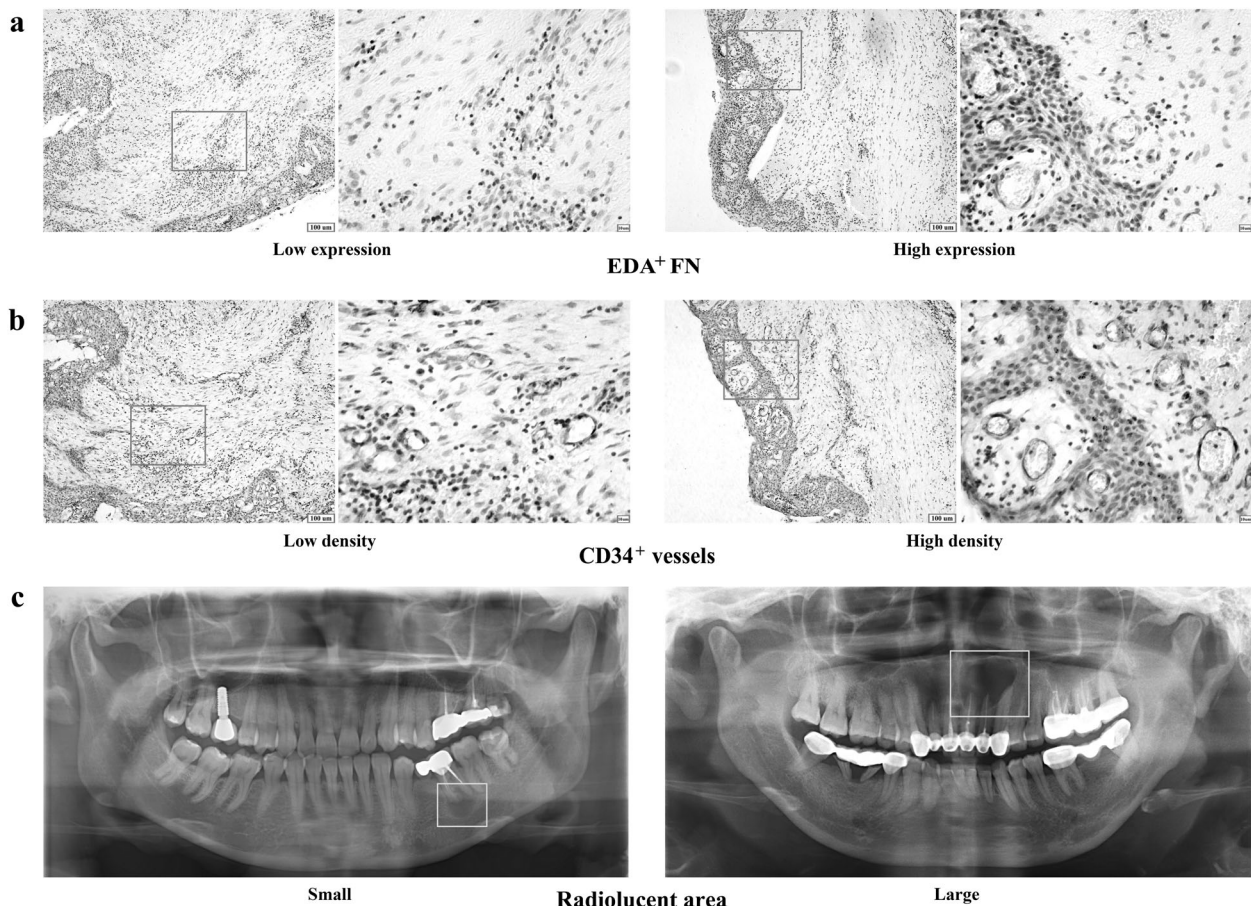 a
100 um
100 um
Low expression
High expression
EDA+ FN
b
100 um
100 um
Low density
High density
CD34+ vessels
c
Small
Large
Radiolucent area